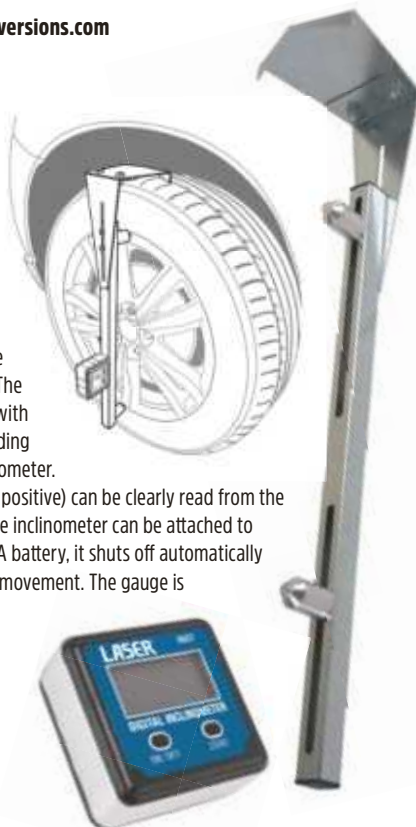 versions.com
The
with
ding
ometer.
positive) can be clearly read from the
e inclinometer can be attached to
A battery, it shuts off automatically
movement. The gauge is
LASER
DIGITAL INCLINOMETER
ZERO